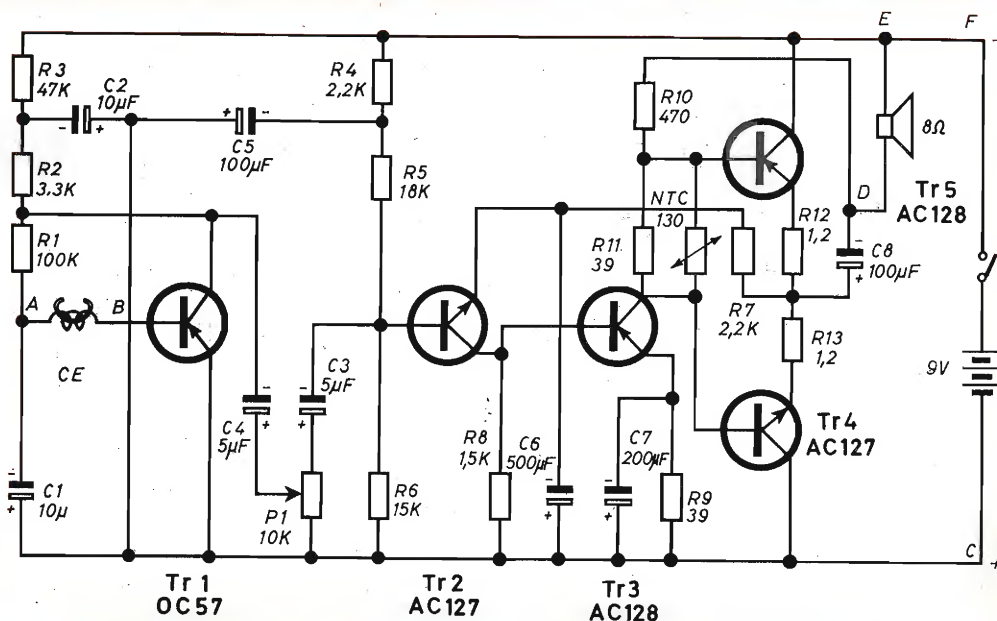 E
F
-
R3
47K
C2
10µF
-
+
R4
2,2K
+
-
C5
100µF
R10
470
8Ω
R2
3,3K
R5
18K
D
Tr5
AC128
R1
100K
NTC
130
R12
1,2
-
C8
100µF
+
R11
39
A
B
R7
2,2K
R13
1,2
CE
C3
5µF
-
+
9V
-
C4
5µF
+
Tr4
AC127
R8
1,5K
C6
500µF
-
+
C7
200µF
-
+
-
C1
10µ
+
P1
10K
R6
15K
R9
39
C
+
Tr1
OC57
Tr2
AC127
Tr3
AC128